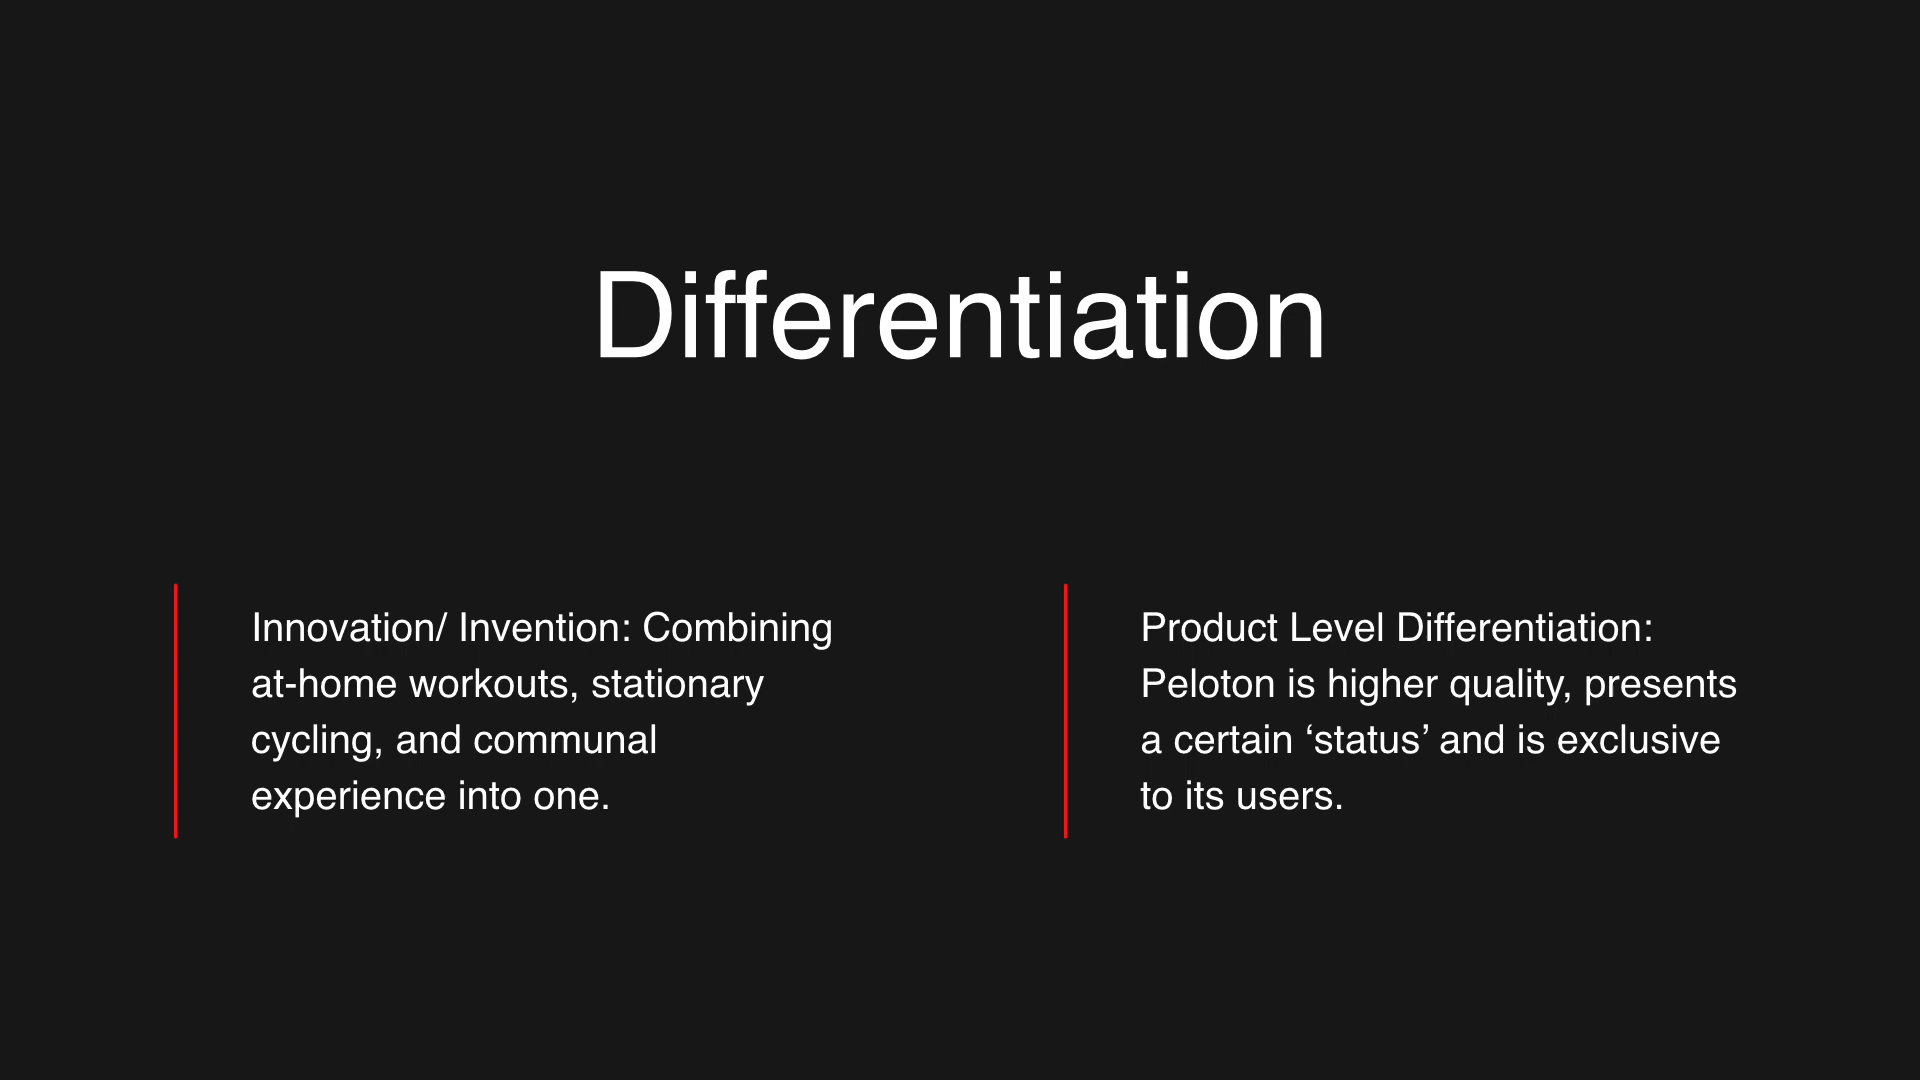 Differentiation
Innovation/ Invention: Combining
at-home workouts, stationary
cycling, and communal
experience into one.
Product Level Differentiation:
Peloton is higher quality, presents
a certain ‘status’ and is exclusive
to its users.